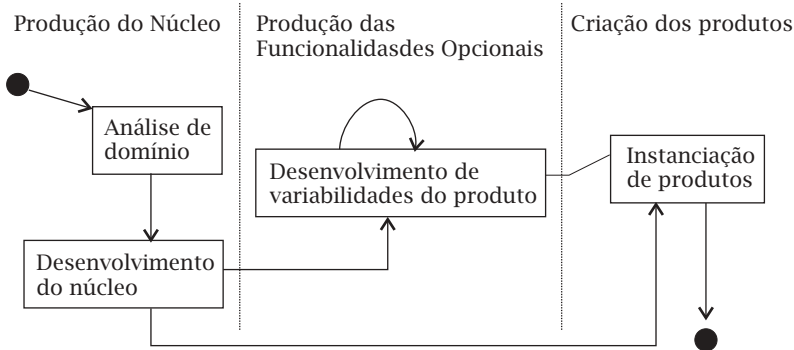 Produção do Núcleo
Produção das
Funcionalidasdes Opcionais
Criação dos produtos
Análise de
domínio
Desenvolvimento de
variabilidades do produto
Instanciação
de produtos
Desenvolvimento
do núcleo